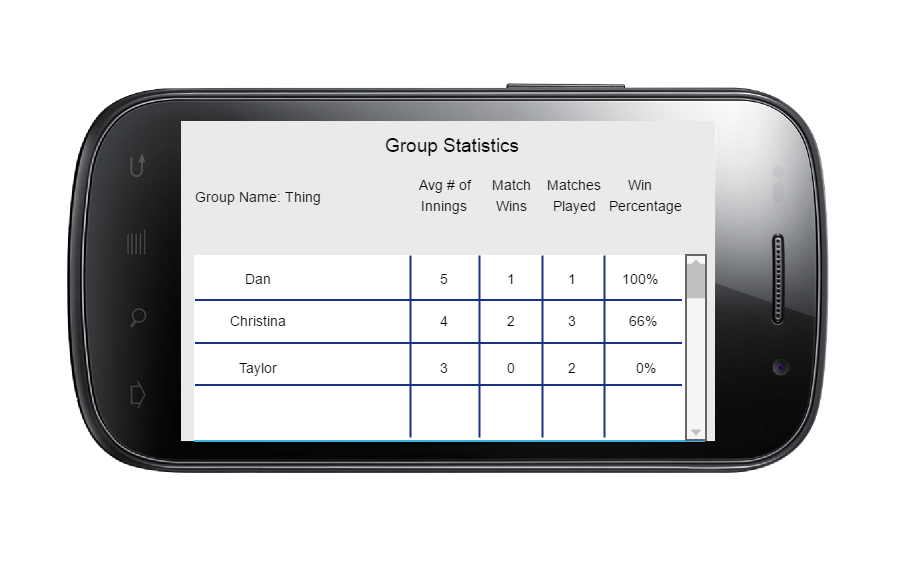 Group Statistics
Group Name: Thing
Avg # of Innings
Match Wins
Matches Played
Win Percentage
Dan 5 1 1 100%
Christina 4 2 3 66%
Taylor 3 0 2 0%